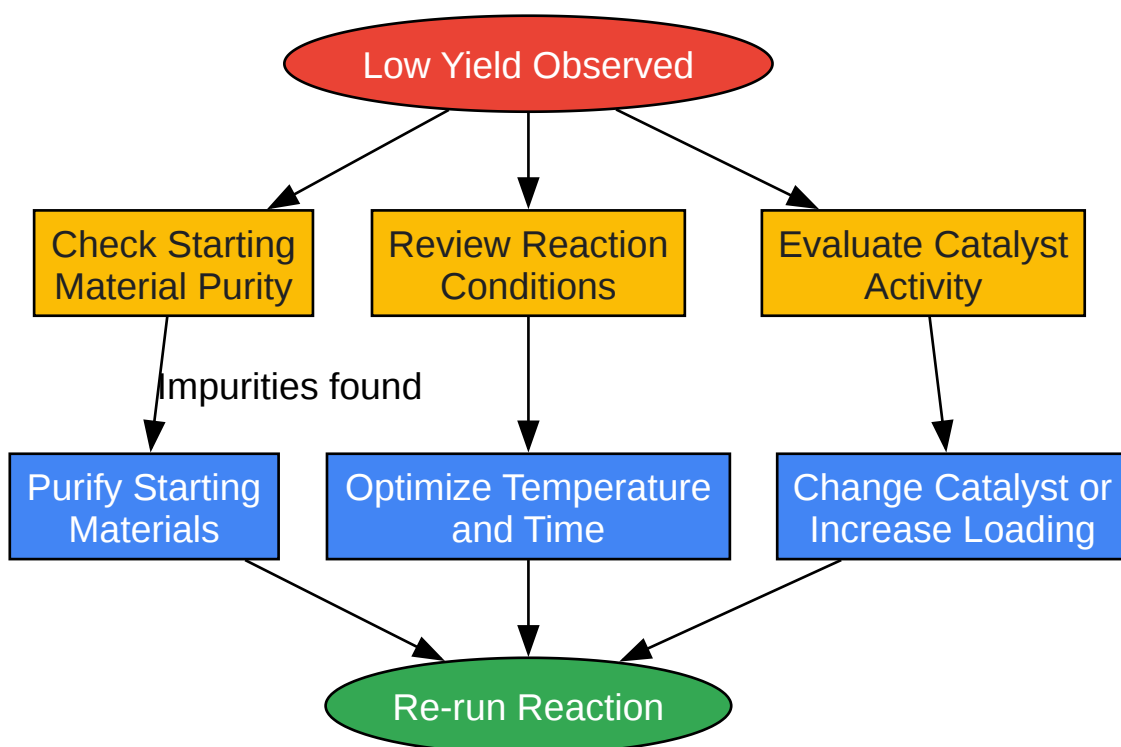 Low Yield Observed
Check Starting
Material Purity
Review Reaction
Conditions
Evaluate Catalyst
Activity
Impurities found
Purify Starting
Materials
Optimize Temperature
and Time
Change Catalyst or
Increase Loading
Re-run Reaction